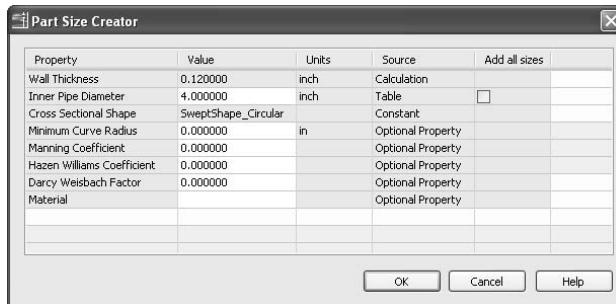 Part Size Creator
Property Value Units Source Add all sizes
Wall Thickness 0.120000 inch Calculation
Inner Pipe Diameter 4.000000 inch Table
Cross Sectional Shape SweptShape_Circular Constant
Minimum Curve Radius 0.000000 in Optional Property
Manning Coefficient 0.000000 Optional Property
Hazen Williams Coefficient 0.000000 Optional Property
Darcy Weisbach Factor 0.000000 Optional Property
Material Optional Property
OK Cancel Help